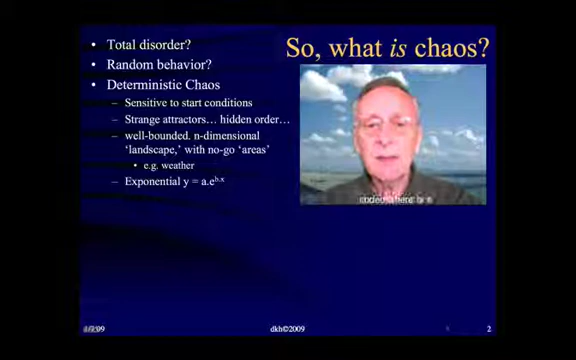 So, what is chaos?
• Total disorder?
• Random behavior?
• Deterministic Chaos
– Sensitive to start conditions
– Strange attractors… hidden order…
– well-bounded. n-dimensional
'landscape,' with no-go 'areas'
• e.g. weather
– Exponential y = a.e^b.x
dkh©2009
2